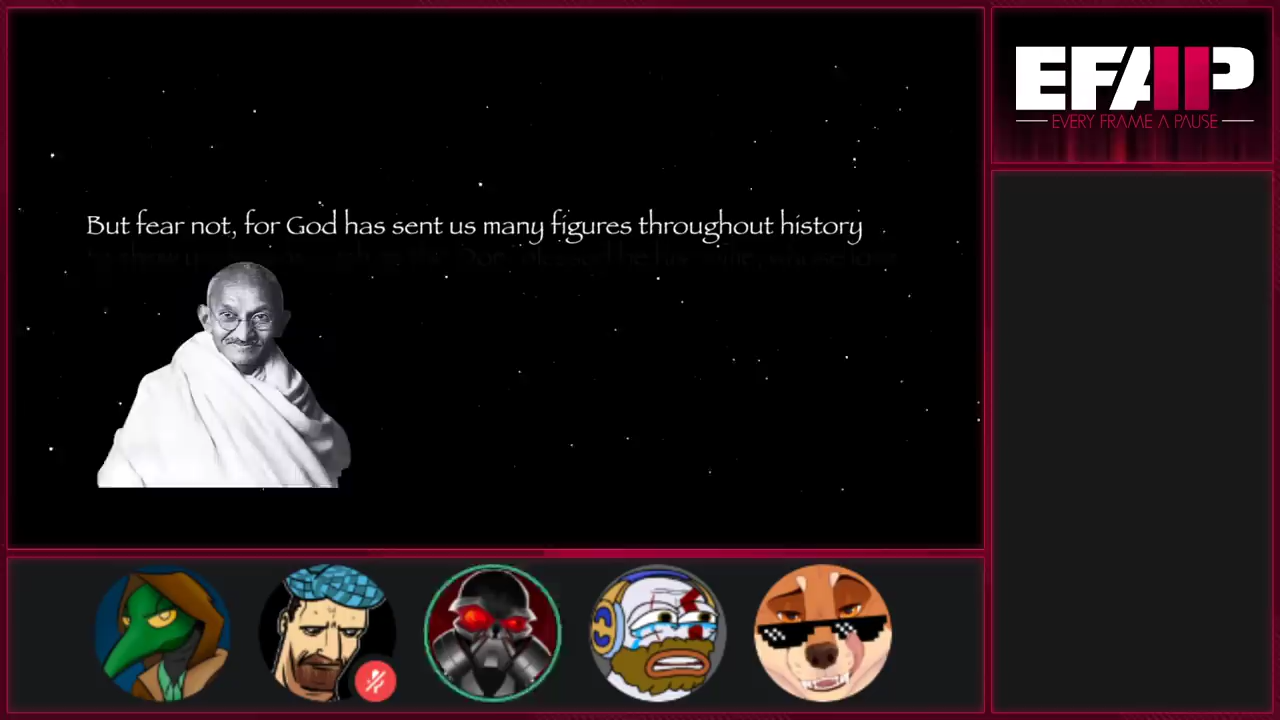 EFAP
EVERY FRAME A PAUSE
But fear not, for God has sent us many figures throughout history